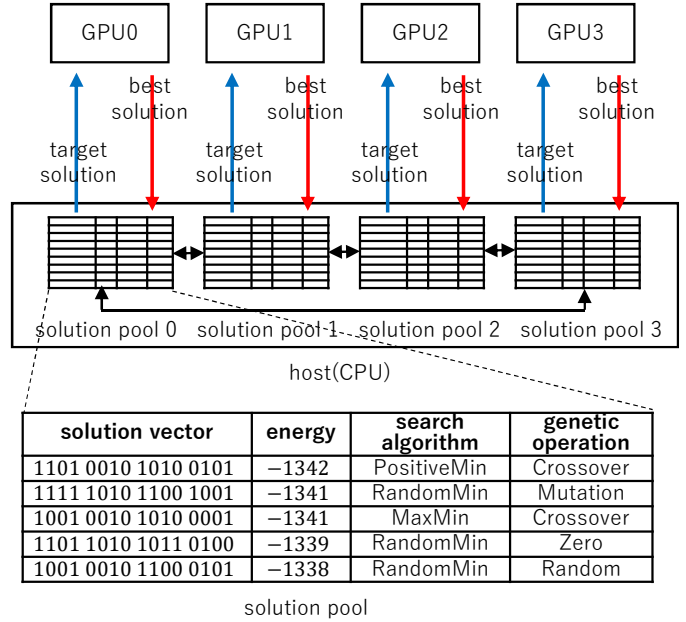 GPU0 GPU1 GPU2 GPU3
best solution best solution best solution best solution
target solution target solution target solution target solution
solution pool 0 solution pool 1 solution pool 2 solution pool 3
host(CPU)
solution vector energy search algorithm genetic operation
1101 0010 1010 0101 −1342 PositiveMin Crossover
1111 1010 1100 1001 −1341 RandomMin Mutation
1001 0010 1010 0001 −1341 MaxMin Crossover
1101 1010 1011 0100 −1339 RandomMin Zero
1001 0010 1100 0101 −1338 RandomMin Random
solution pool